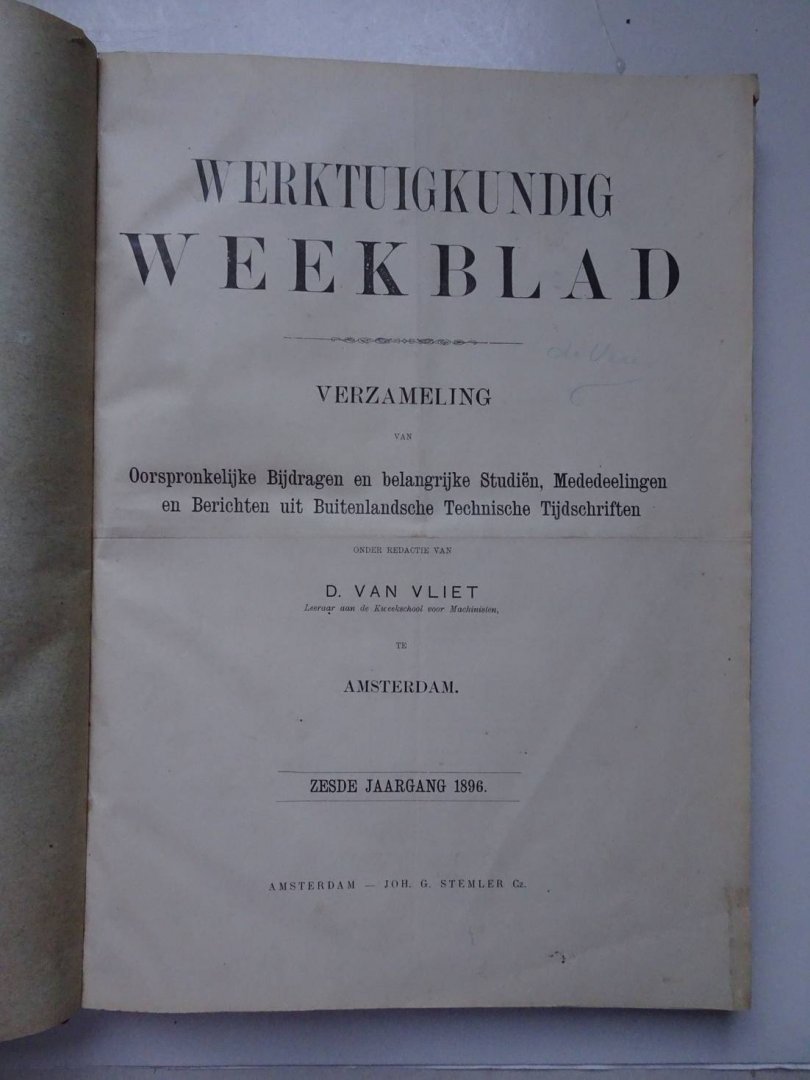 WERKTUIGKUNDIG
WEEKBLAD
VERZAMELING
VAN
Oorspronkelijke Bijdragen en belangrijke Studiën, Mededeelingen
en Berichten uit Buitenlandsche Technische Tijdschriften
ONDER REDACTIE VAN
D. VAN VLIET
Leeraar aan de Kweekschool voor Machinisten,
TE
AMSTERDAM.
ZESDE JAARGANG 1896.
AMSTERDAM — JOH. G. STEMLER Cz.